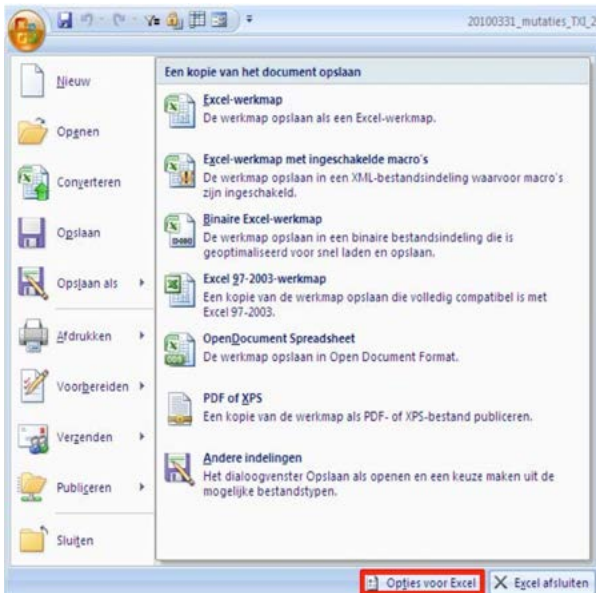 20100331_mutaties_TXI_2
Nieuw
Openen
Converteren
Opslaan
Opslaan als
Afdrukken
Voorbereiden
Verzenden
Publiceren
Sluiten
Een kopie van het document opslaan
Excel-werkmap
De werkmap opslaan als een Excel-werkmap.
Excel-werkmap met ingeschakelde macro's
De werkmap opslaan in een XML-bestandsindeling waarvoor macro's
zijn ingeschakeld.
Binaire Excel-werkmap
De werkmap opslaan in een binaire bestandsindeling die is
geoptimaliseerd voor snel laden en opslaan.
Excel 97-2003-werkmap
Een kopie van de werkmap opslaan die volledig compatibel is met
Excel 97-2003.
OpenDocument Spreadsheet
De werkmap opslaan in Open Document Format.
PDF of XPS
Een kopie van de werkmap als PDF- of XPS-bestand publiceren.
Andere indelingen
Het dialoogvenster Opslaan als openen en een keuze maken uit de
mogelijke bestandstypen.
Opties voor Excel
Excel afsluiten